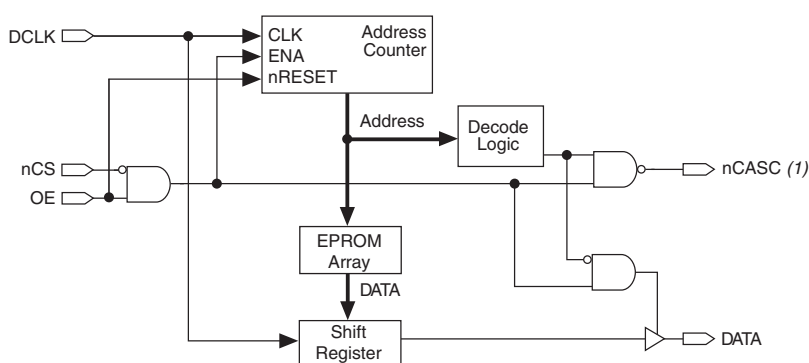 DCLK
CLK
Address
Counter
ENA
nRESET
Address
Decode
Logic
nCS
OE
nCASC (1)
EPROM
Array
DATA
Shift
Register
DATA